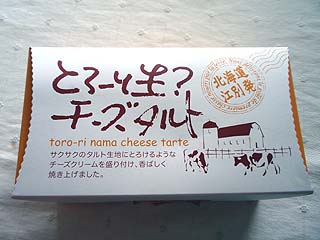 とろーり生?
チーズタルト
北海道
江別発
toro-ri nama cheese tarte
サクサクのタルト生地にとろけるような
チーズクリームを盛り付け、香ばしく
焼き上げました。